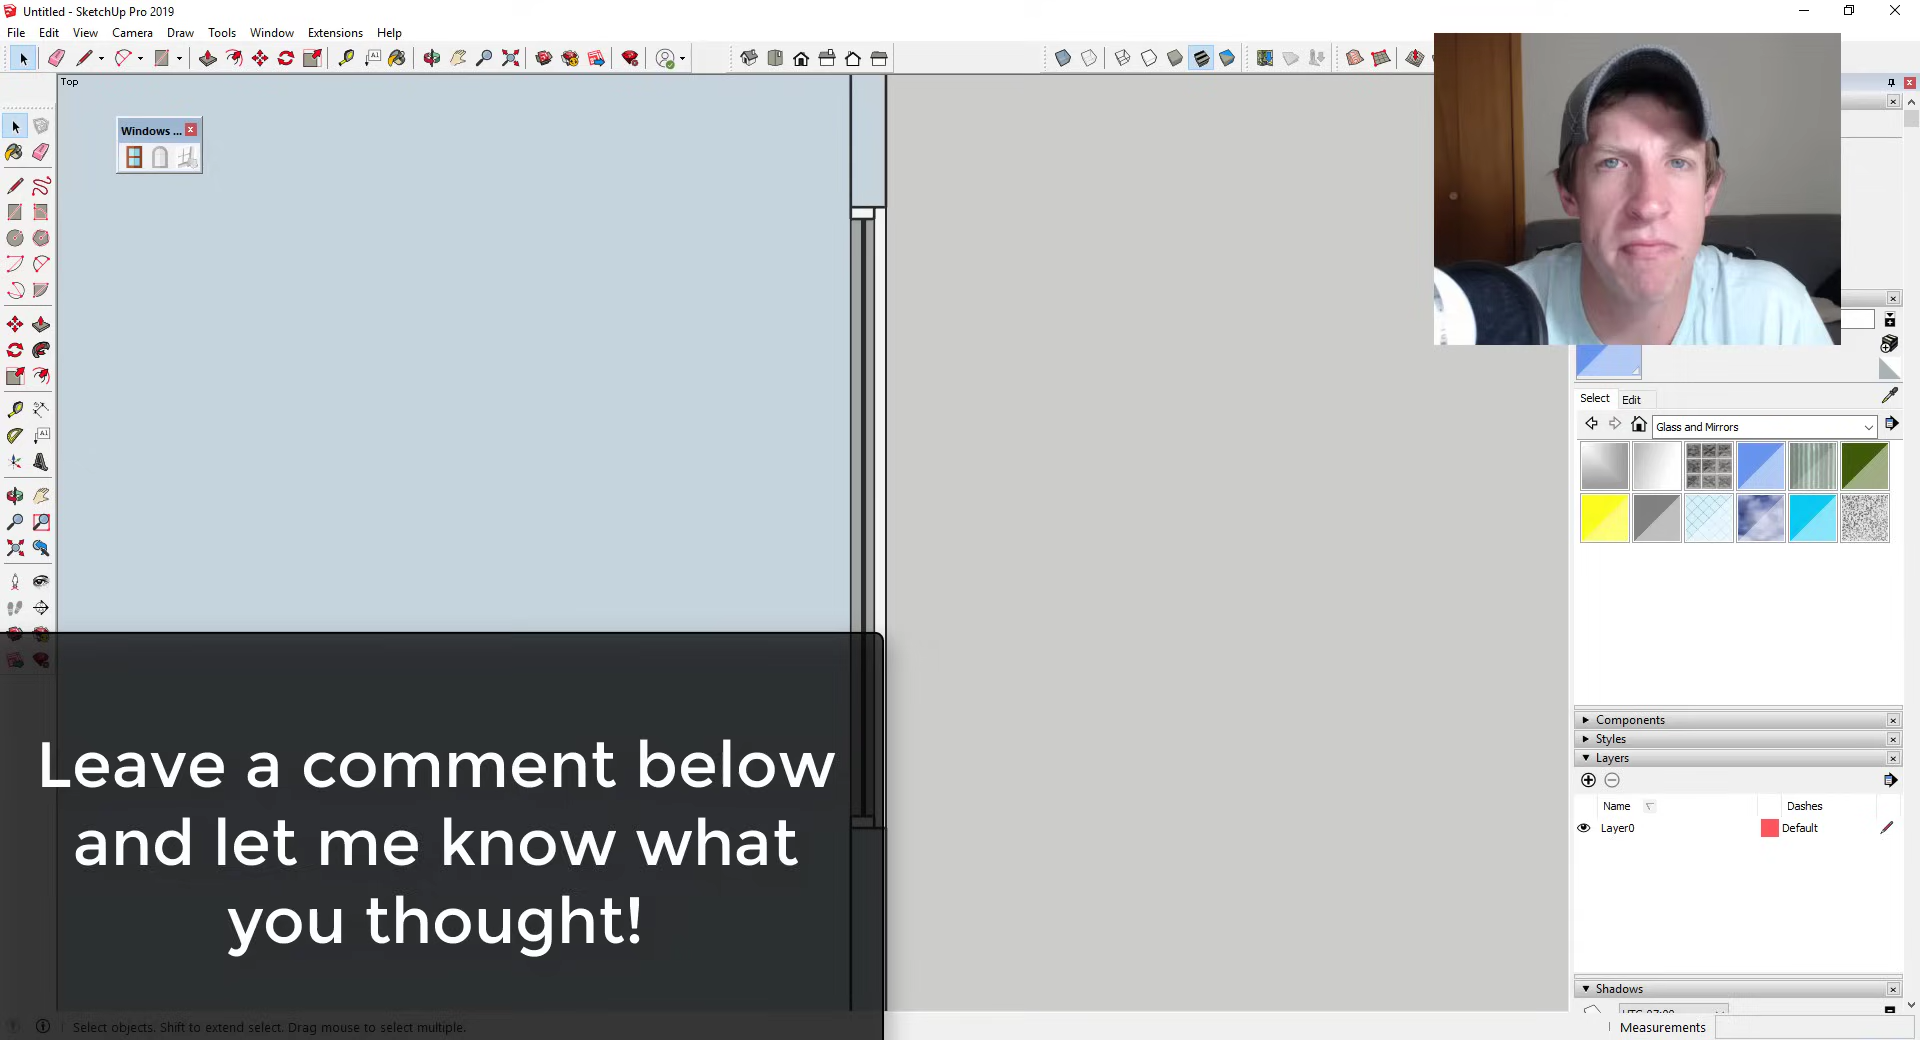 Untitled - SketchUp Pro 2019
File Edit View Camera Draw Tools Window Extensions Help
Top
Windows ...
Select Edit
Glass and Mirrors
Components
Styles
Layers
Name Dashes
Layer0 Default
Shadows
Leave a comment below
and let me know what
you thought!
Select objects. Shift to extend select. Drag mouse to select multiple.
Measurements